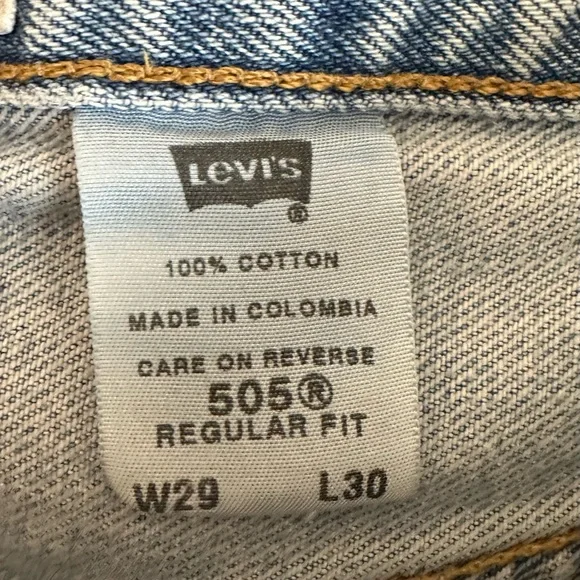 Levi's®
100% COTTON
MADE IN COLOMBIA
CARE ON REVERSE
505®
REGULAR FIT
W29 L30